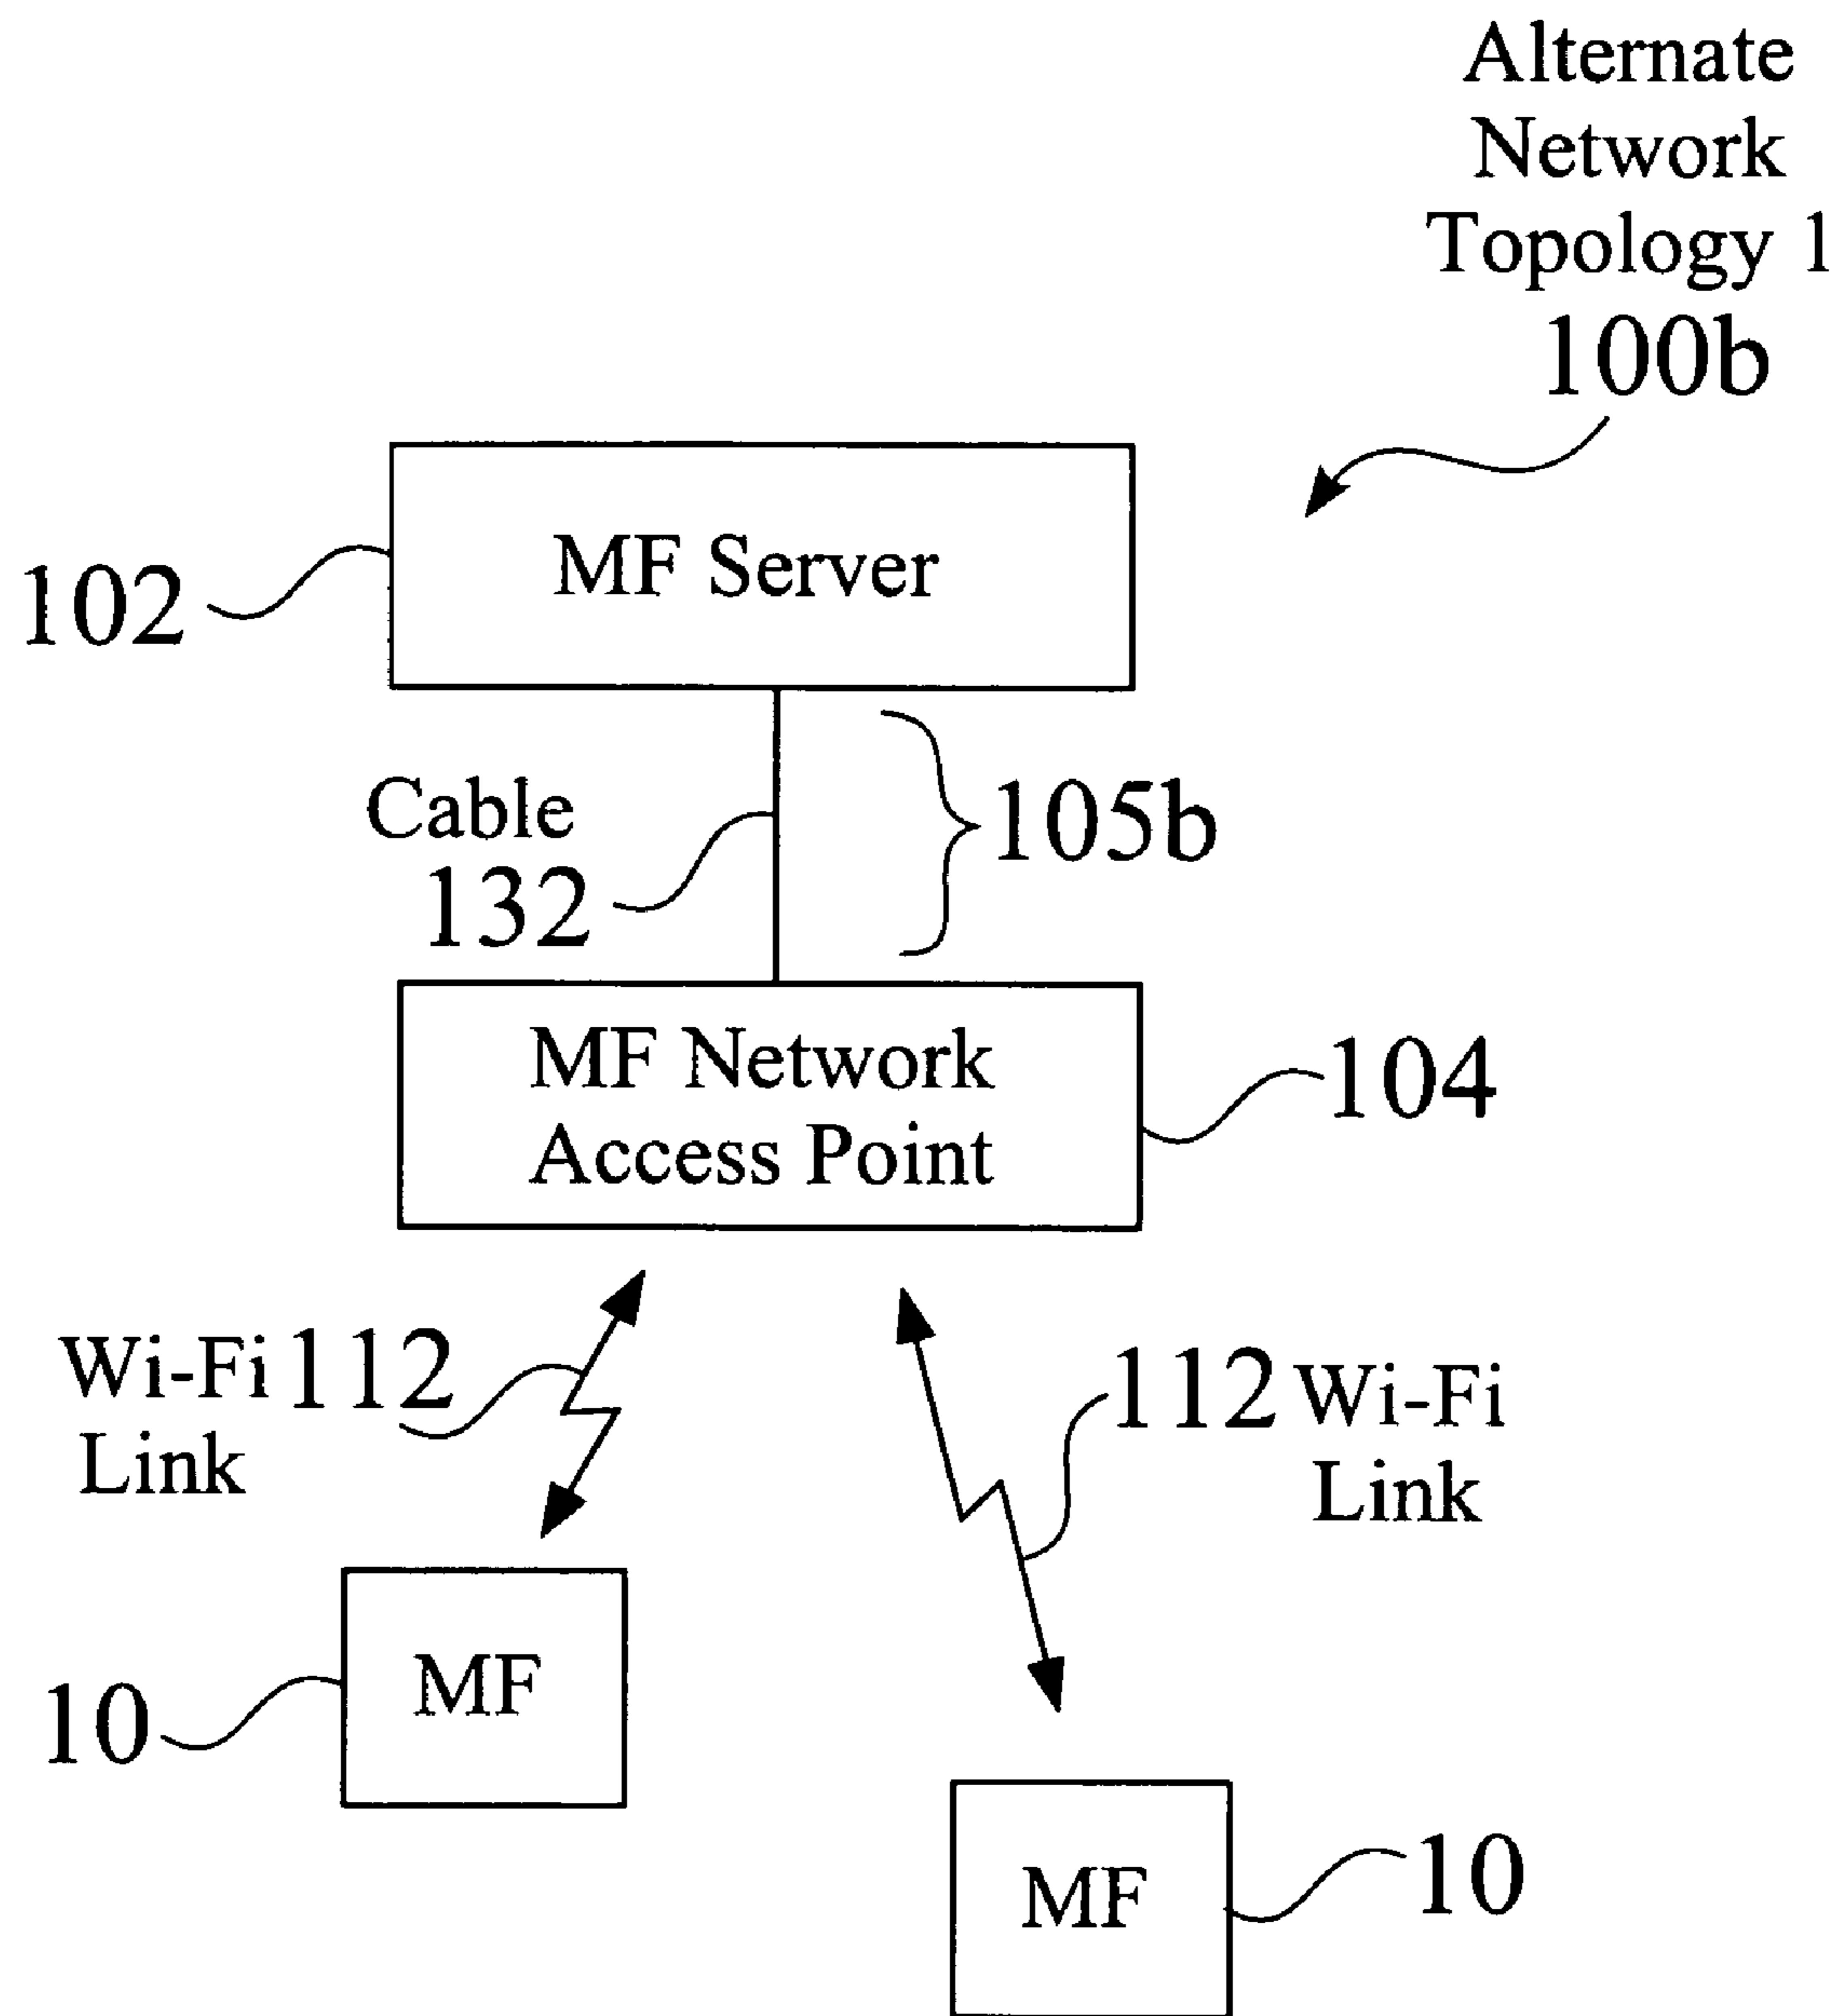 Alternate
Network
Topology 1
100b
MF Server
102
Cable
132
105b
MF Network
Access Point
104
Wi-Fi 112
Link
112 Wi-Fi
Link
MF
10
MF
10